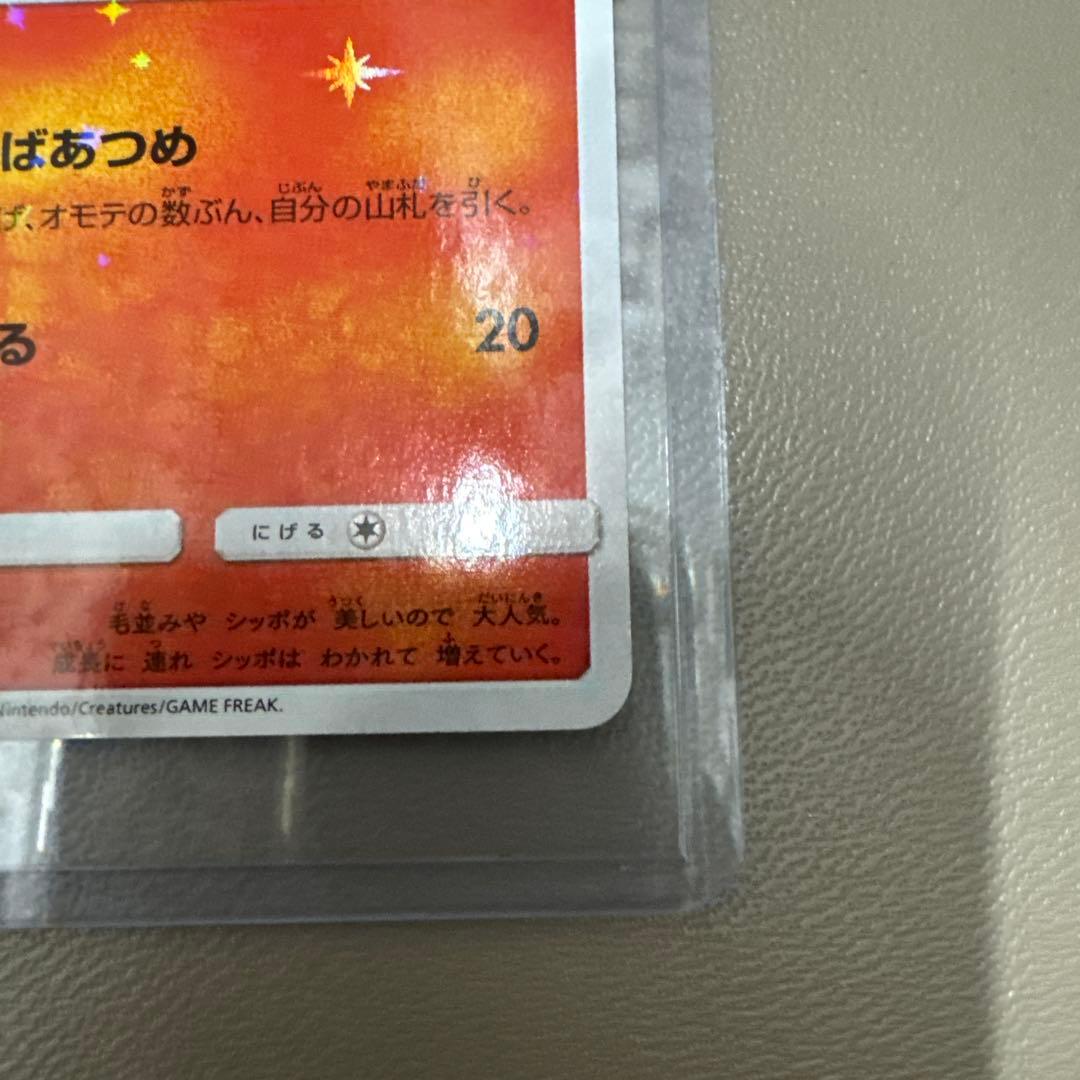 ばあつめ
げ、オモテの数ぶん、自分の山札を引く。
る 20
にげる
毛並みや シッポが 美しいので 大人気。
成長に 連れ シッポは わかれて 増えていく。
Nintendo/Creatures/GAME FREAK.